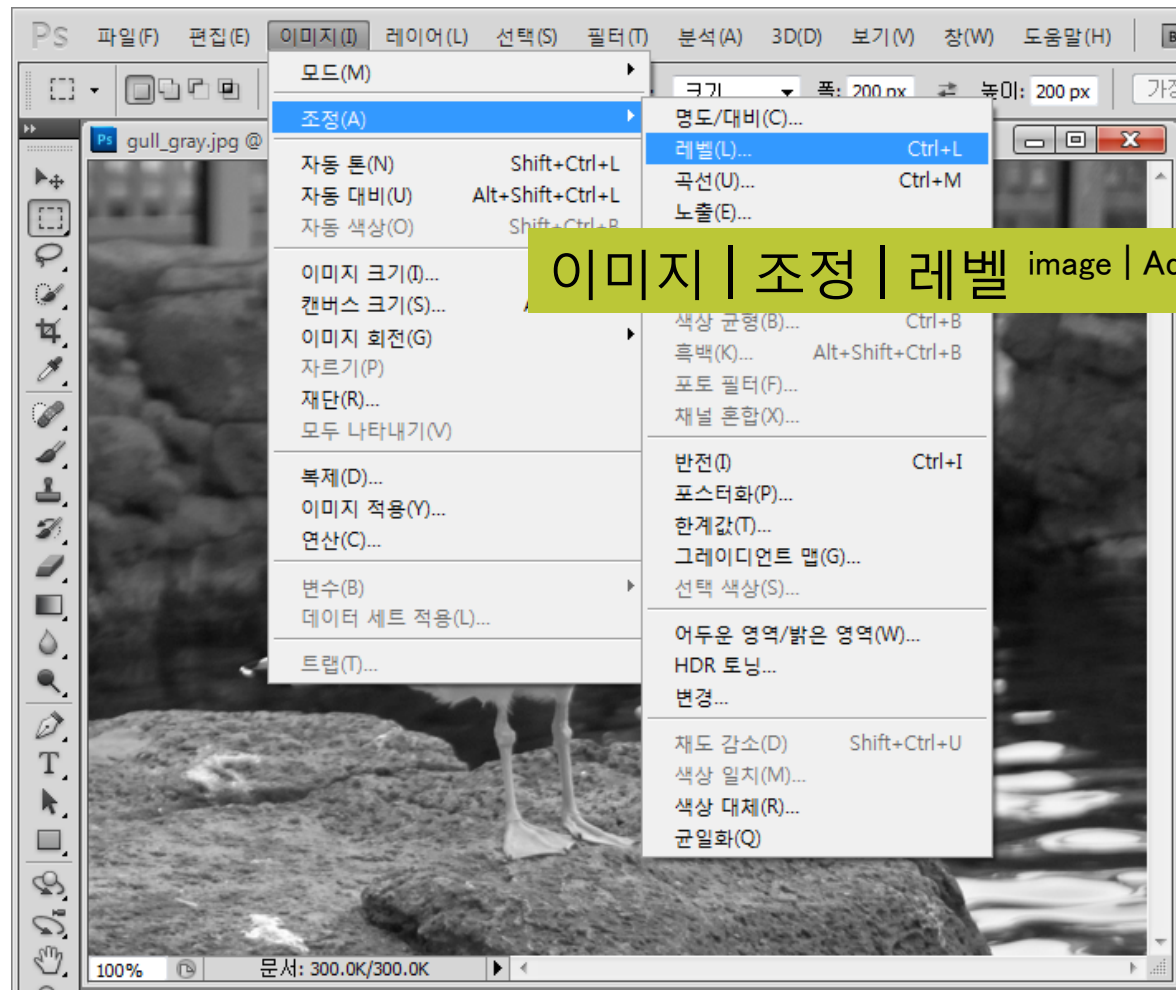 Ps 파일(F) 편집(E) 이미지(I) 레이어(L) 선택(S) 필터(T) 분석(A) 3D(D) 보기(V) 창(W) 도움말(H)
크기 폭: 200 px 높이: 200 px
Ps gull_gray.jpg @
모드(M)
조정(A)
자동 톤(N) Shift+Ctrl+L
자동 대비(U) Alt+Shift+Ctrl+L
자동 색상(O) Shift+Ctrl+B
이미지 크기(I)...
캔버스 크기(S)...
이미지 회전(G)
자르기(P)
재단(R)...
모두 나타내기(V)
복제(D)...
이미지 적용(Y)...
연산(C)...
변수(B)
데이터 세트 적용(L)...
트랩(T)...
명도/대비(C)...
레벨(L)... Ctrl+L
곡선(U)... Ctrl+M
노출(E)...
이미지 | 조정 | 레벨 image |
색상 균형(B)... Ctrl+B
흑백(K)... Alt+Shift+Ctrl+B
포토 필터(F)...
채널 혼합(X)...
반전(I) Ctrl+I
포스터화(P)...
한계값(T)...
그레이디언트 맵(G)...
선택 색상(S)...
어두운 영역/밝은 영역(W)...
HDR 토닝...
변경...
채도 감소(D) Shift+Ctrl+U
색상 일치(M)...
색상 대체(R)...
균일화(Q)
100% 문서: 300.0K/300.0K